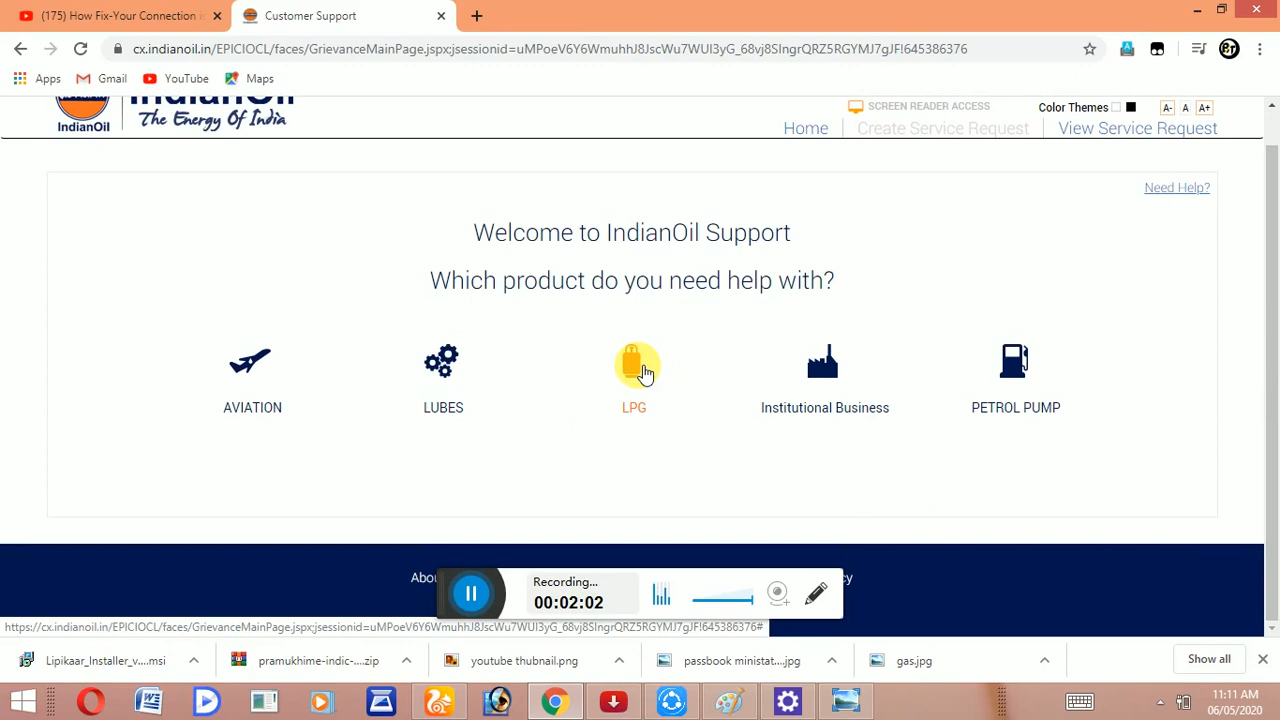 (175) How Fix-Your Connection i
Customer Support
cx.indianoil.in/EPICIOCL/faces/GrievanceMainPage.jspx;jsessionid=uMPoeV6Y6WmuhhJ8JscWu7WUI3yG_68vj8SIngrQRZ5RGYMJ7gJF!645386376
Apps
Gmail
YouTube
Maps
IndianOil
The Energy Of India
IndianOil
SCREEN READER ACCESS
Color Themes
A-
A
A+
Home
Create Service Request
View Service Request
Need Help?
Welcome to IndianOil Support
Which product do you need help with?
AVIATION
LUBES
LPG
Institutional Business
PETROL PUMP
Recording...
00:02:02
https://cx.indianoil.in/EPICIOCL/faces/GrievanceMainPage.jspx;jsessionid=uMPoeV6Y6WmuhhJ8JscWu7WUI3yG_68vj8SIngrQRZ5RGYMJ7gJF!645386376#
Lipikaar_Installer_v....msi
pramukhime-indic-....zip
youtube thubnail.png
passbook ministat....jpg
gas.jpg
Show all
11:11 AM
06/05/2020